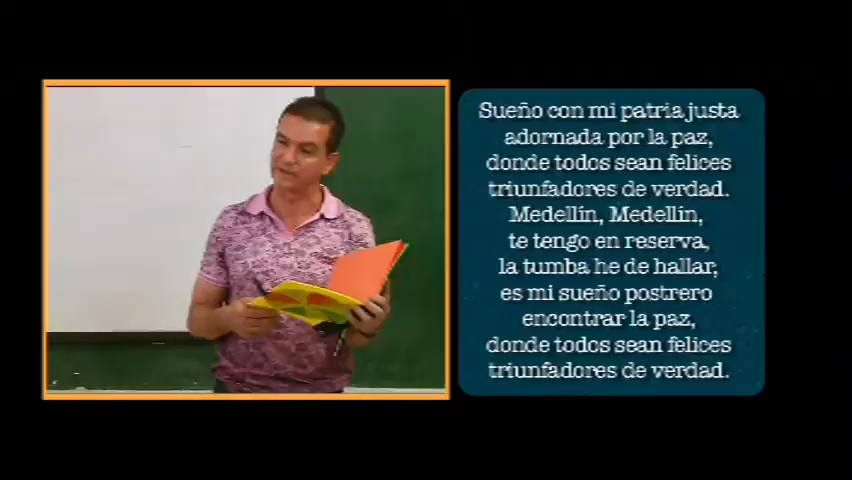 Sueño con mi patria justa
adornada por la paz,
donde todos sean felices
triunfadores de verdad.
Medellín, Medellín,
te tengo en reserva,
la tumba he de hallar,
es mi sueño postrero
encontrar la paz,
donde todos sean felices
triunfadores de verdad.